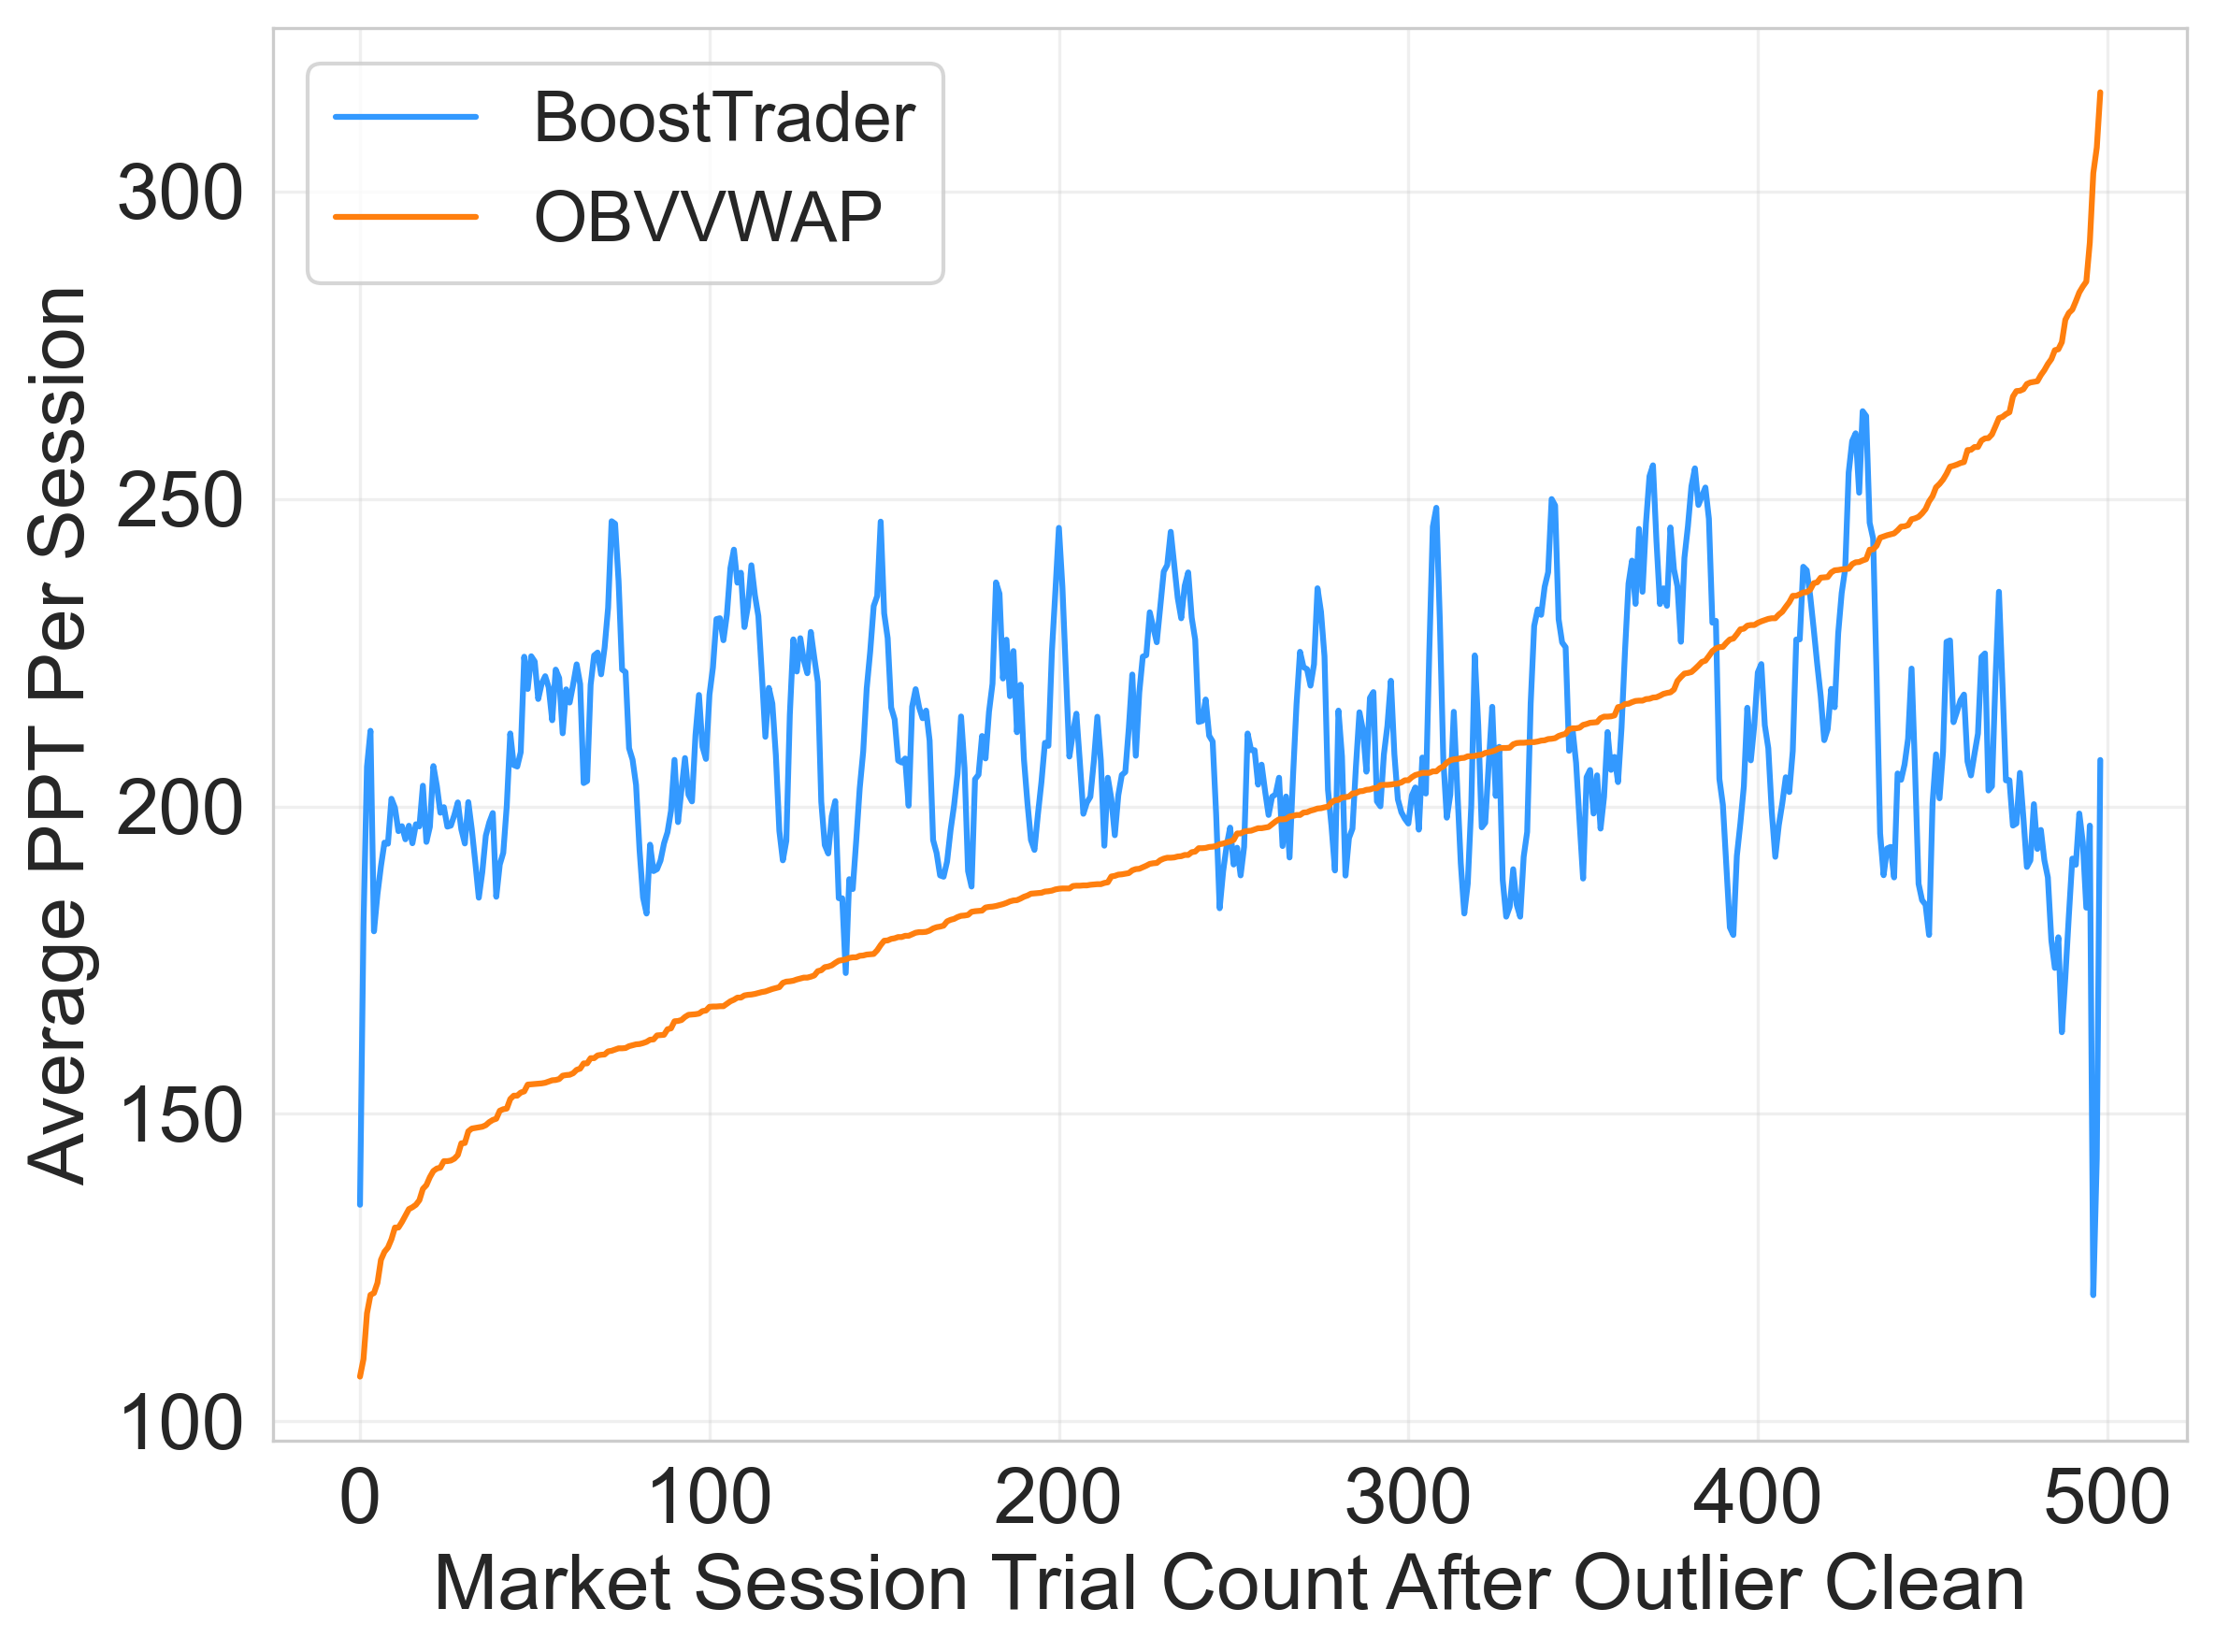 BoostTrader
OBVVWAP
Average PPT Per Session
300
250
200
150
100
0 100 200 300 400 500
Market Session Trial Count After Outlier Clean